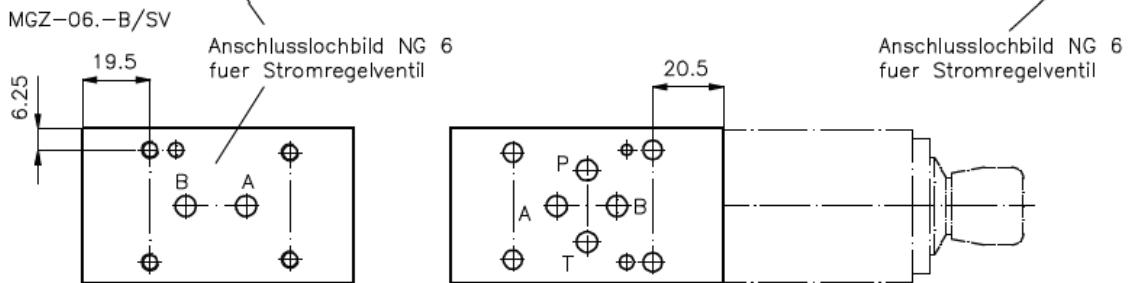 MGZ-06.-B/SV
Anschlusslochbild NG 6
fuer Stromregelventil
Anschlusslochbild NG 6
fuer Stromregelventil
19.5
20.5
6.25
B A
P
A B
T